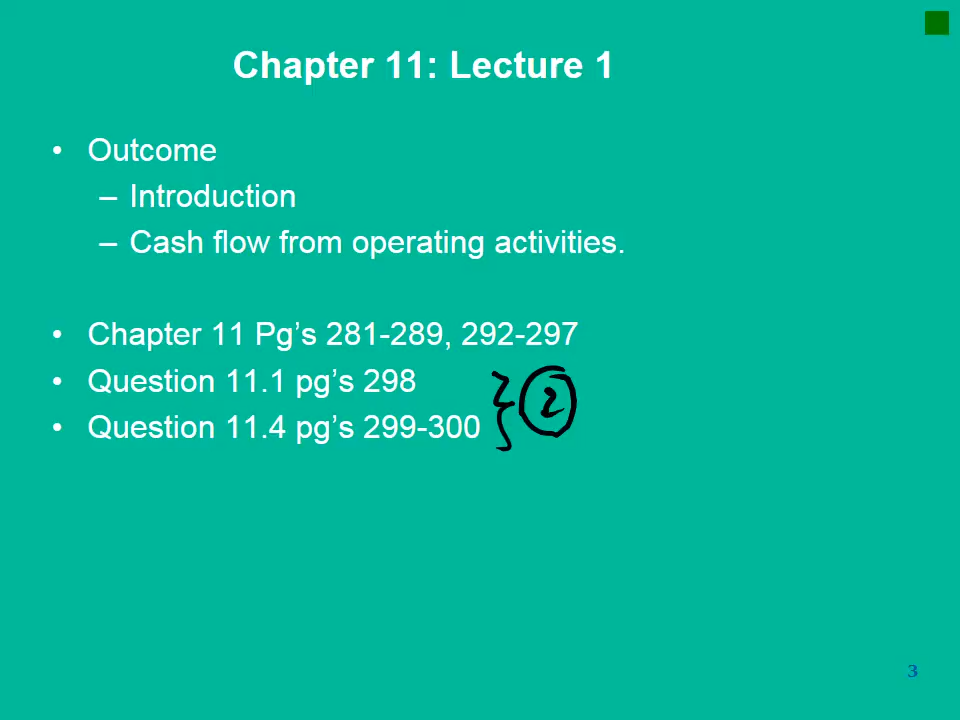 Chapter 11: Lecture 1
• Outcome
– Introduction
– Cash flow from operating activities.
• Chapter 11 Pg’s 281-289, 292-297
• Question 11.1 pg’s 298
• Question 11.4 pg’s 299-300
2
3